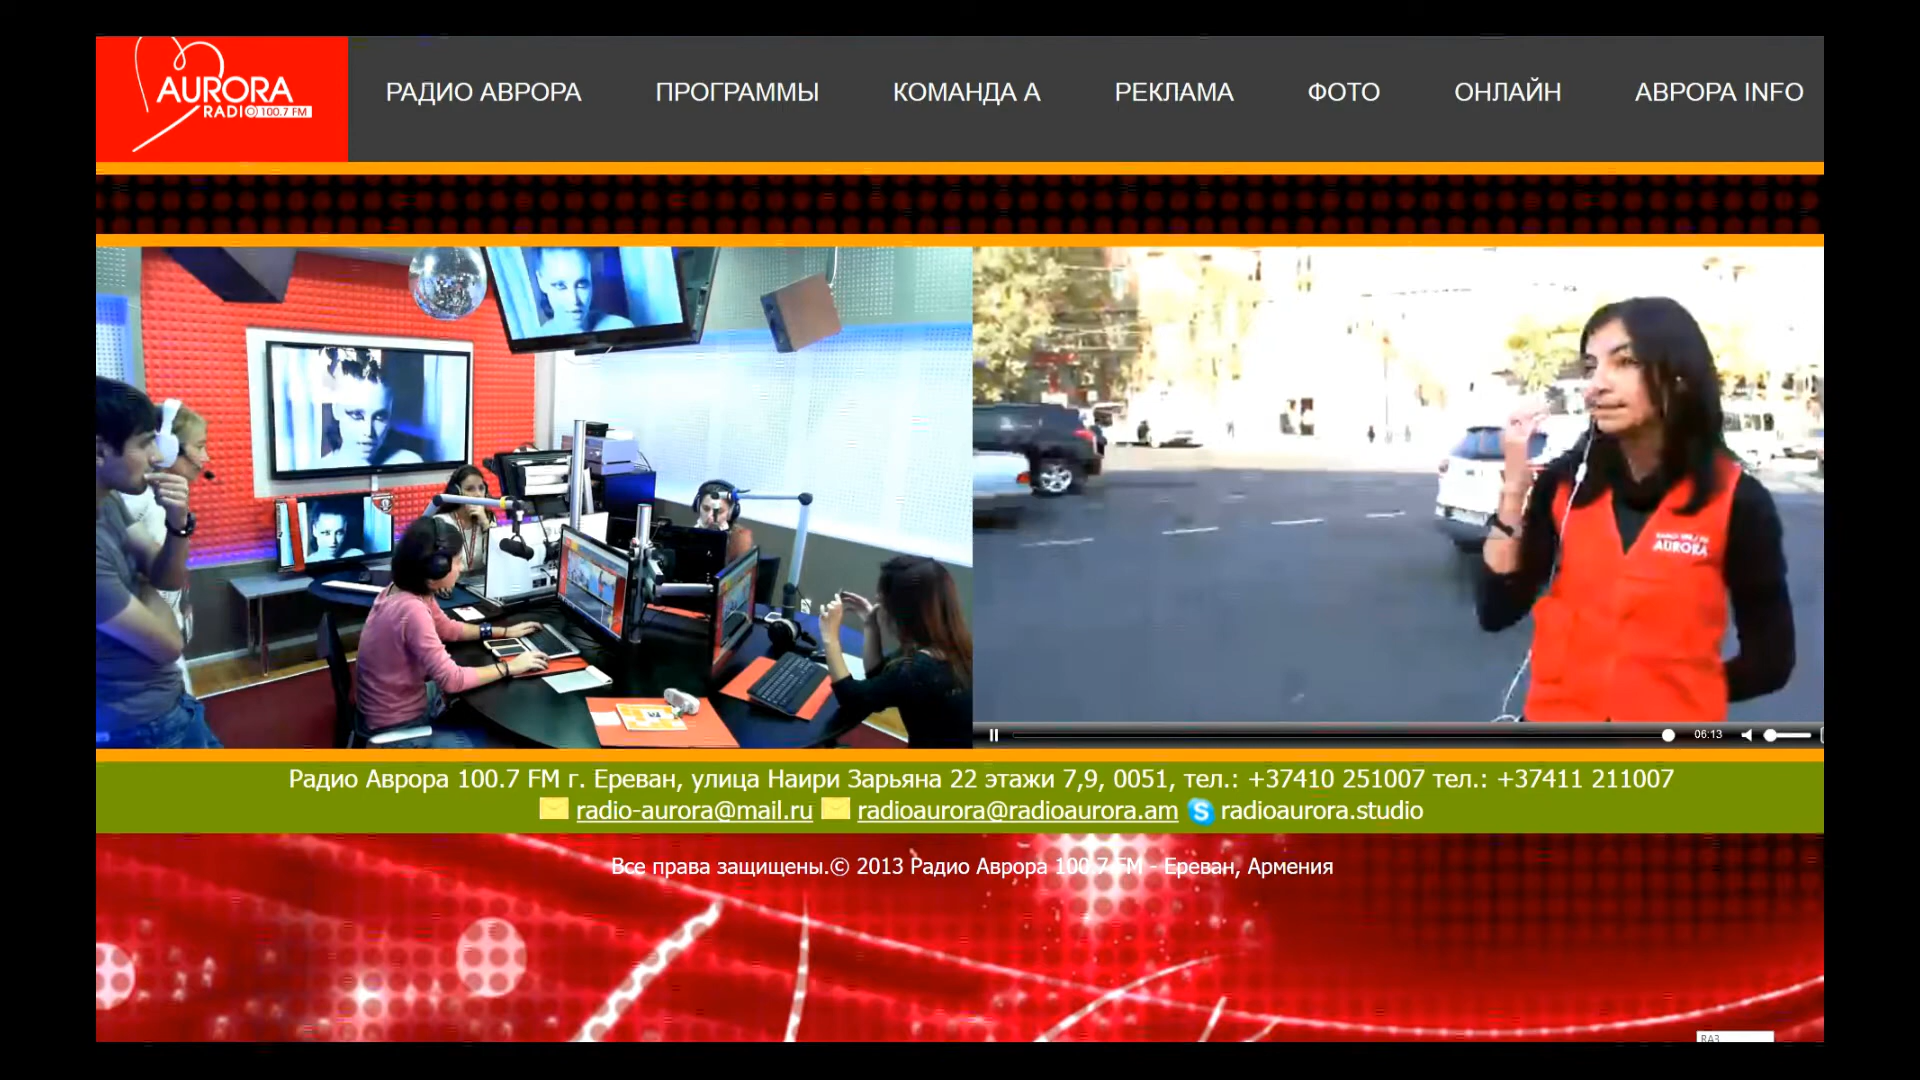 AURORA
RADIO 100.7 FM
РАДИО АВРОРА
ПРОГРАММЫ
КОМАНДА А
РЕКЛАМА
ФОТО
ОНЛАЙН
АВРОРА INFO
AURORA
06:13
Радио Аврора 100.7 FM г. Ереван, улица Наири Зарьяна 22 этажи 7,9, 0051, тел.: +37410 251007 тел.: +37411 211007
radio-aurora@mail.ru radioaurora@radioaurora.am radioaurora.studio
Все права защищены.© 2013 Радио Аврора 100.7 FM - Ереван, Армения